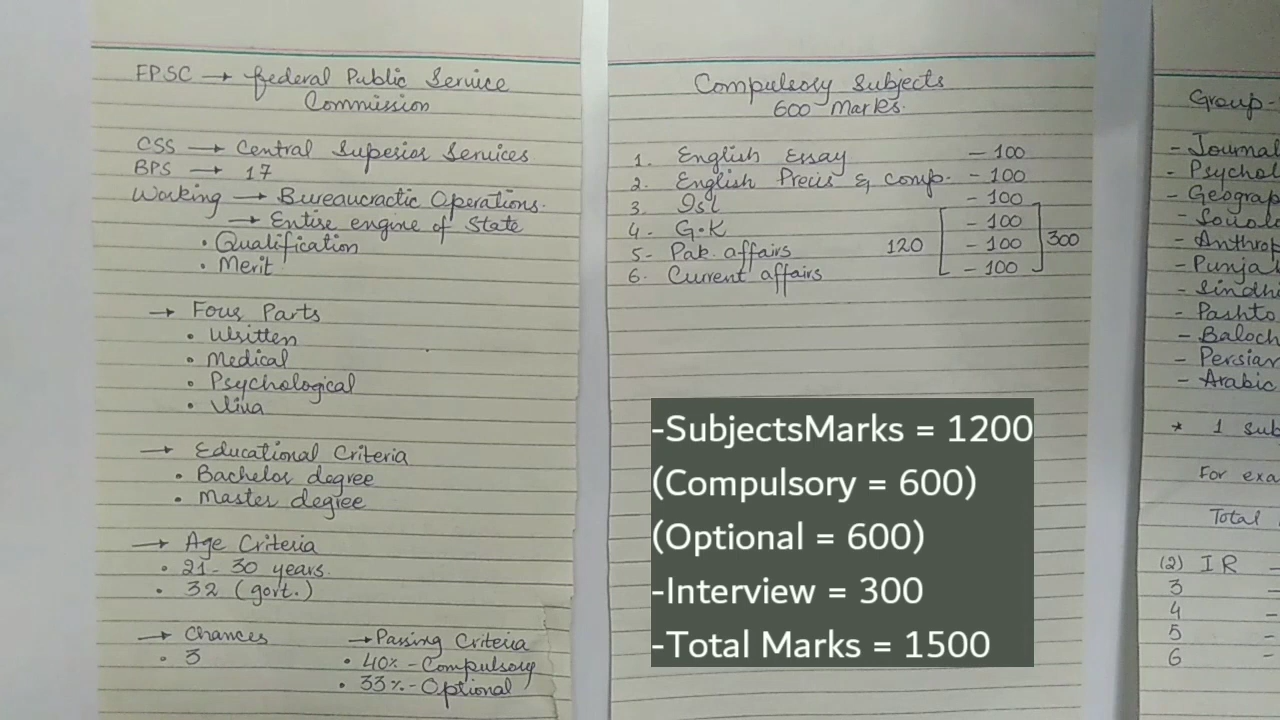 FPSC → Federal Public Service
Commission
CSS → Central Superior Services
BPS → 17
Working → Bureaucractic Operations.
→ Entire engine of State
• Qualification
• Merit
→ Four Parts
• Written
• Medical
• Psychological
• Viva
→ Educational Criteria
• Bachelor degree
• Master degree
→ Age Criteria
• 21-30 years.
• 32 (govt.)
→ Chances
• 3
→ Passing Criteria
• 40% - Compulsory
• 33% - Optional
Compulsory Subjects
600 Marks.
1. English Essay - 100
2. English Precis & comp. - 100
3. Isl - 100
4. G.K - 100
5- Pak. affairs 120 - 100 300
6. Current affairs - 100
-SubjectsMarks = 1200
(Compulsory = 600)
(Optional = 600)
-Interview = 300
-Total Marks = 1500
Group-
- Journal
- Psychol
- Geograp
- Sociolo
- Anthrop
- Punja
- Sindhi
- Pashto
- Baloch
- Persian
- Arabic
* 1 sub
For exa
Total
(2) IR -
3 -
4 -
5 -
6 -